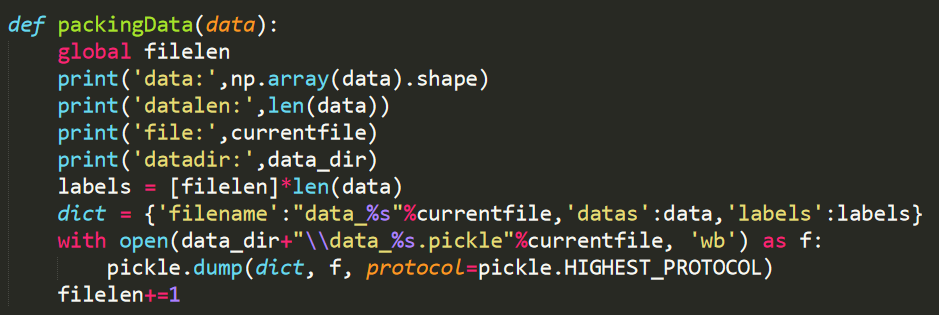 def packingData(data):
    global filelen
    print('data:',np.array(data).shape)
    print('datalen:',len(data))
    print('file:',currentfile)
    print('datadir:',data_dir)
    labels = [filelen]*len(data)
    dict = {'filename':"data_%s"%currentfile,'datas':data,'labels':labels}
    with open(data_dir+"\\data_%s.pickle"%currentfile, 'wb') as f:
        pickle.dump(dict, f, protocol=pickle.HIGHEST_PROTOCOL)
    filelen+=1